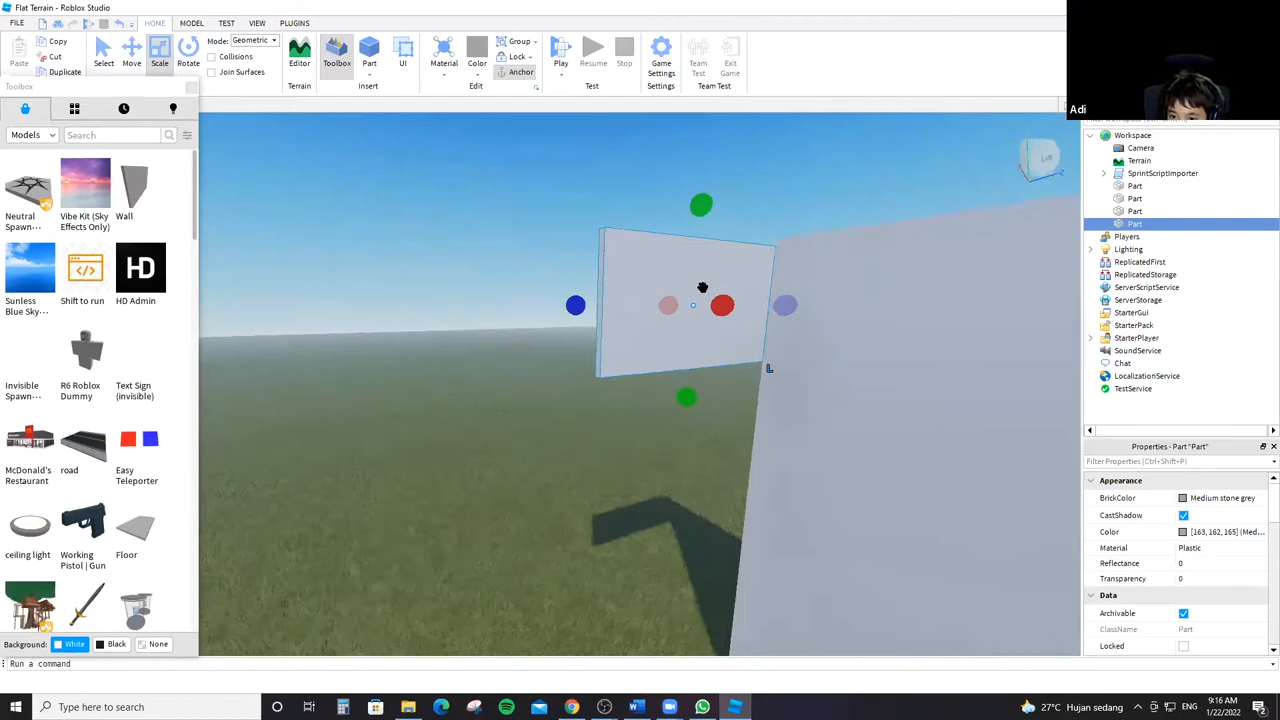 Flat Terrain - Roblox Studio
FILE HOME MODEL TEST VIEW PLUGINS
Copy
Cut
Duplicate
Paste
Select Move Scale Rotate
Mode: Geometric
Collisions
Join Surfaces
Editor
Terrain
Toolbox Part UI
Insert
Material Color
Group
Lock
Anchor
Edit
Play Resume Stop
Test
Game Settings
Settings
Team Test
Exit Game
Team Test
Adi
Toolbox
Models
Search
Neutral Spawn...
Vibe Kit (Sky Effects Only)
Wall
Sunless Blue Sky...
Shift to run
HD
HD Admin
Invisible Spawn...
R6 Roblox Dummy
Text Sign (invisible)
McDonald's Restaurant
road
Easy Teleporter
ceiling light
Working Pistol | Gun
Floor
Background: White Black None
Run a command
L
Workspace
Camera
Terrain
SprintScriptImporter
Part
Part
Part
Part
Players
Lighting
ReplicatedFirst
ReplicatedStorage
ServerScriptService
ServerStorage
StarterGui
StarterPack
StarterPlayer
SoundService
Chat
LocalizationService
TestService
Properties - Part "Part"
Filter Properties (Ctrl+Shift+P)
Appearance
BrickColor Medium stone grey
CastShadow
Color [163, 162, 165] (Med...
Material Plastic
Reflectance 0
Transparency 0
Data
Archivable
ClassName Part
Locked
Type here to search
27°C Hujan sedang
ENG
9:16 AM
1/22/2022
2